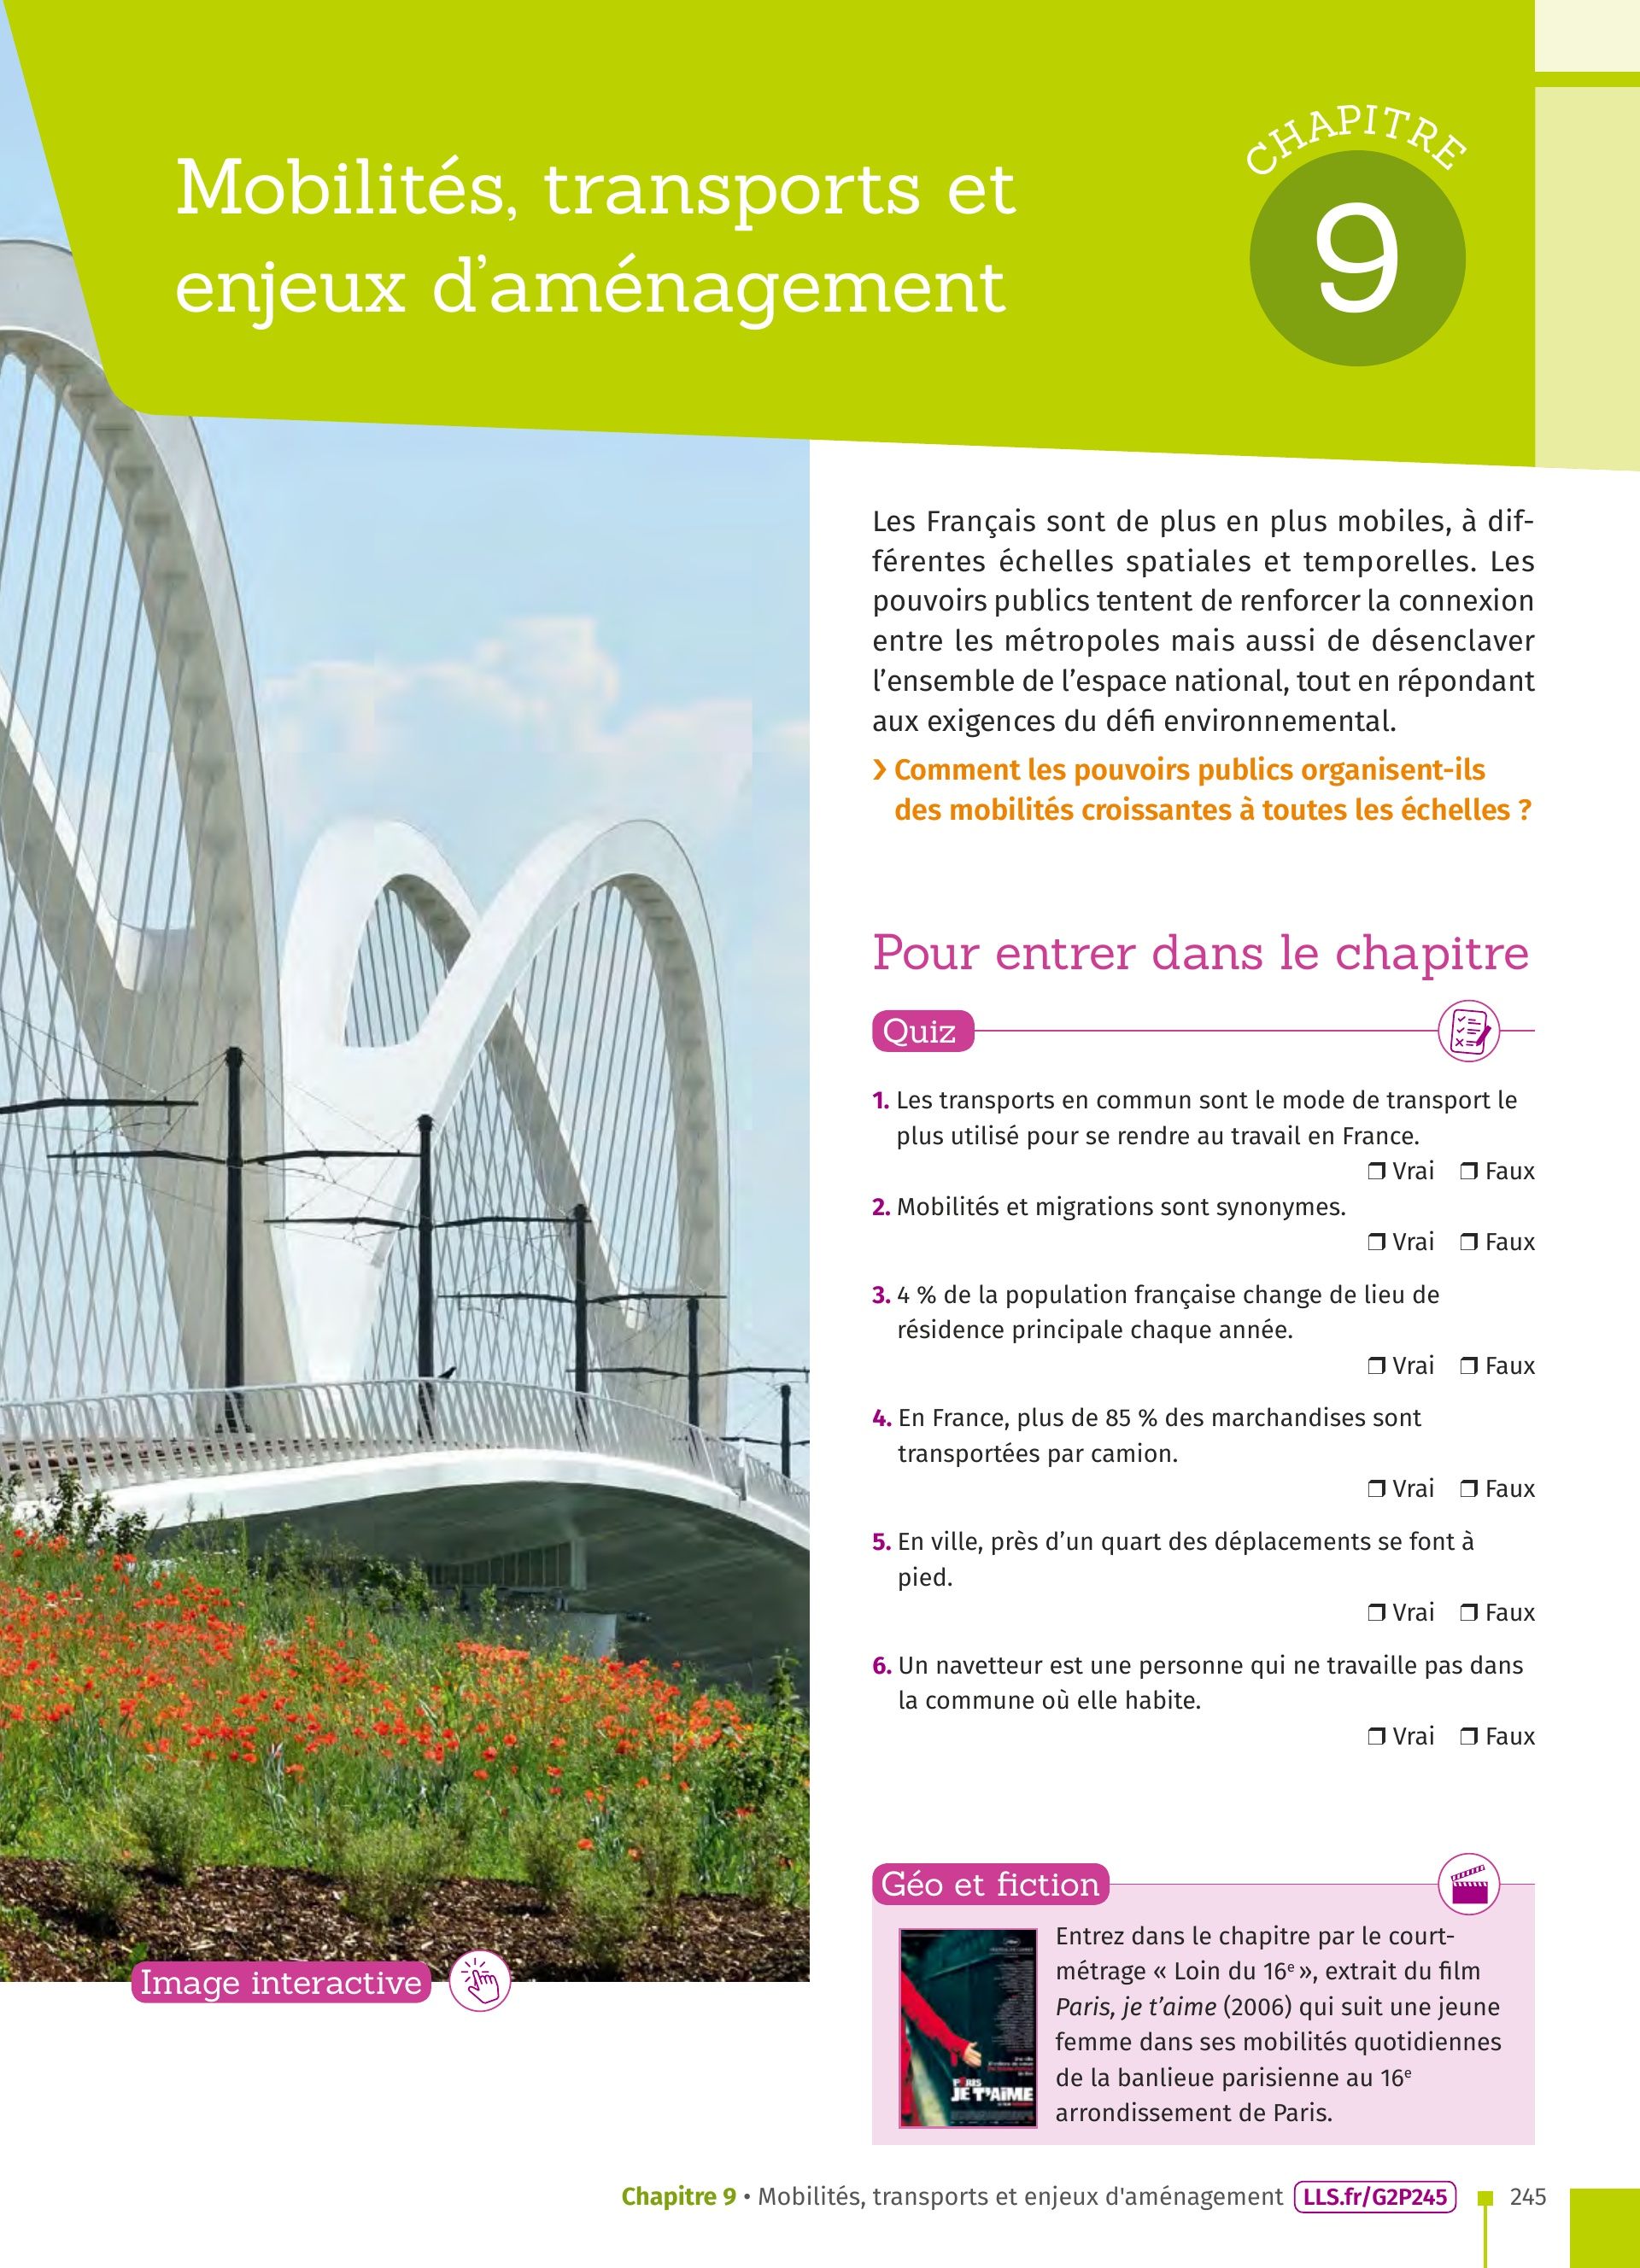 Mobilités, transports et
enjeux d’aménagement
CHAPITRE
9
Les Français sont de plus en plus mobiles, à dif-
férentes échelles spatiales et temporelles. Les
pouvoirs publics tentent de renforcer la connexion
entre les métropoles mais aussi de désenclaver
l’ensemble de l’espace national, tout en répondant
aux exigences du défi environnemental.
› Comment les pouvoirs publics organisent-ils
des mobilités croissantes à toutes les échelles ?
Pour entrer dans le chapitre
Quiz
1. Les transports en commun sont le mode de transport le
plus utilisé pour se rendre au travail en France.
❒ Vrai ❒ Faux
2. Mobilités et migrations sont synonymes.
❒ Vrai ❒ Faux
3. 4 % de la population française change de lieu de
résidence principale chaque année.
❒ Vrai ❒ Faux
4. En France, plus de 85 % des marchandises sont
transportées par camion.
❒ Vrai ❒ Faux
5. En ville, près d’un quart des déplacements se font à
pied.
❒ Vrai ❒ Faux
6. Un navetteur est une personne qui ne travaille pas dans
la commune où elle habite.
❒ Vrai ❒ Faux
Géo et fiction
PARIS
JE T'AIME
Entrez dans le chapitre par le court-
métrage « Loin du 16e », extrait du film
Paris, je t’aime (2006) qui suit une jeune
femme dans ses mobilités quotidiennes
de la banlieue parisienne au 16e
arrondissement de Paris.
Image interactive
Chapitre 9 • Mobilités, transports et enjeux d'aménagement LLS.fr/G2P245 245